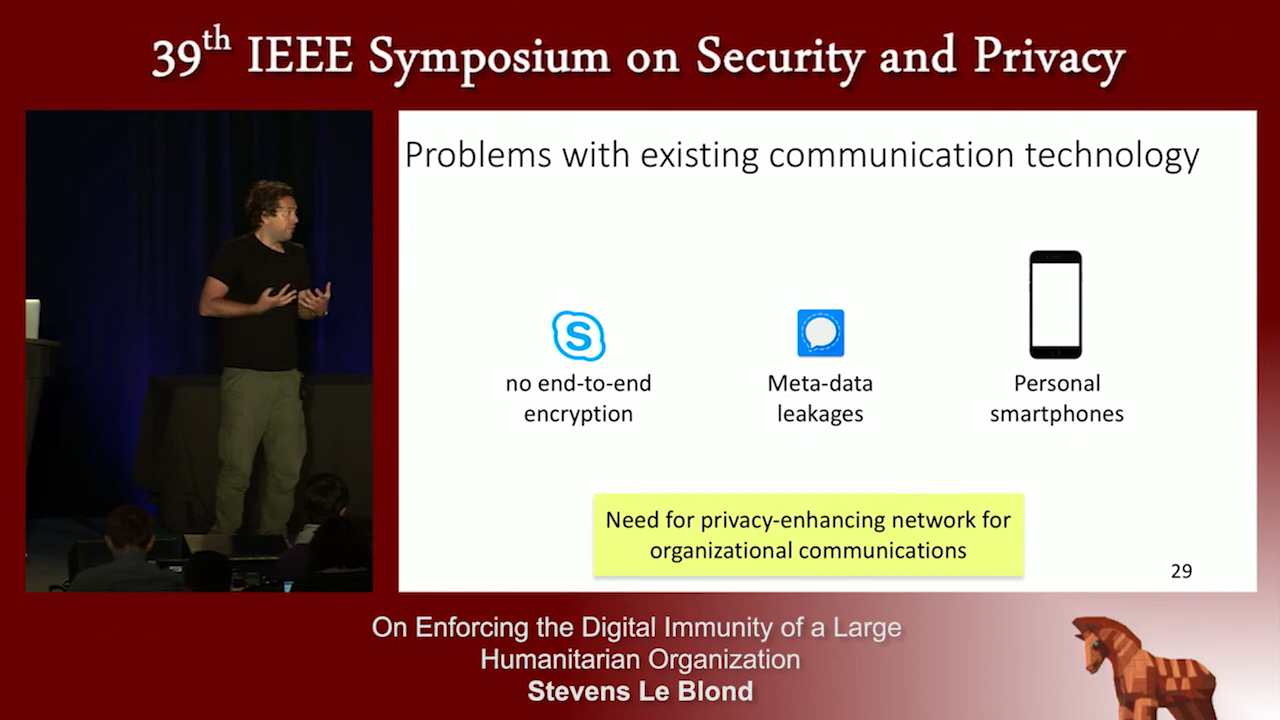 39th IEEE Symposium on Security and Privacy
Problems with existing communication technology
S
no end-to-end
encryption
Meta-data
leakages
Personal
smartphones
Need for privacy-enhancing network for
organizational communications
29
On Enforcing the Digital Immunity of a Large
Humanitarian Organization
Stevens Le Blond